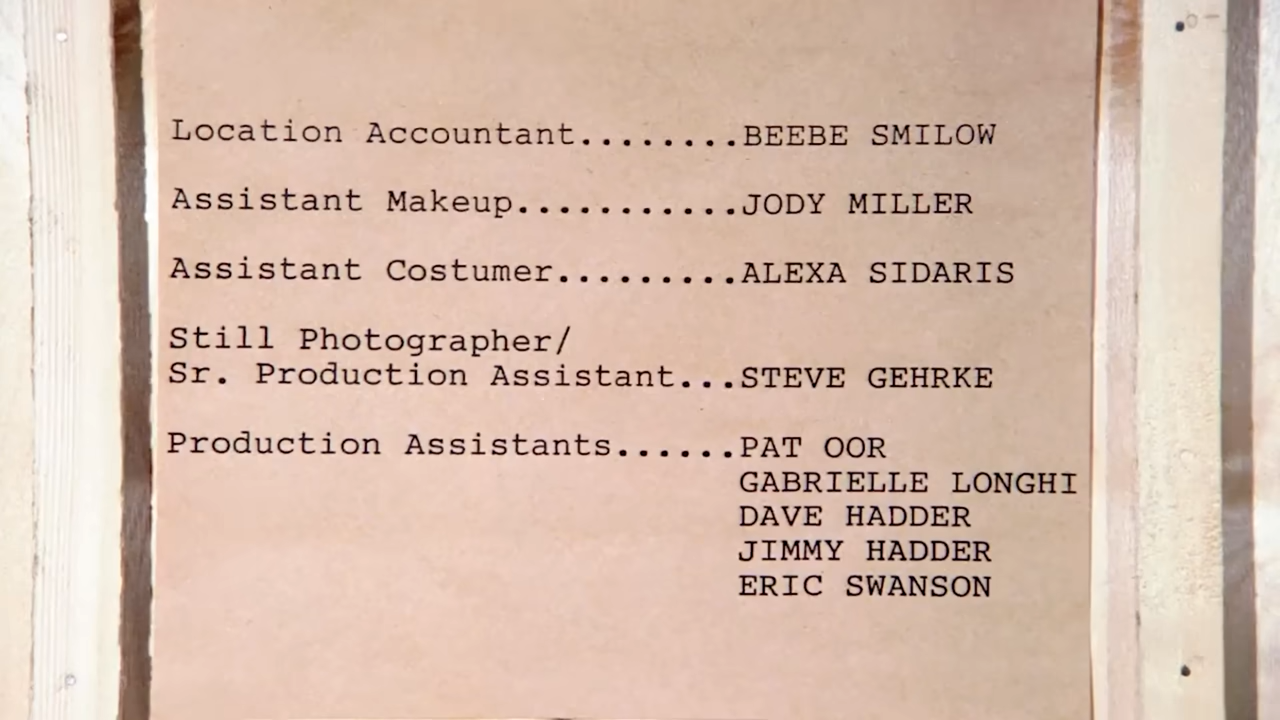 Location Accountant........BEEBE SMILOW
Assistant Makeup...........JODY MILLER
Assistant Costumer.........ALEXA SIDARIS
Still Photographer/
Sr. Production Assistant...STEVE GEHRKE
Production Assistants......PAT OOR
GABRIELLE LONGHI
DAVE HADDER
JIMMY HADDER
ERIC SWANSON